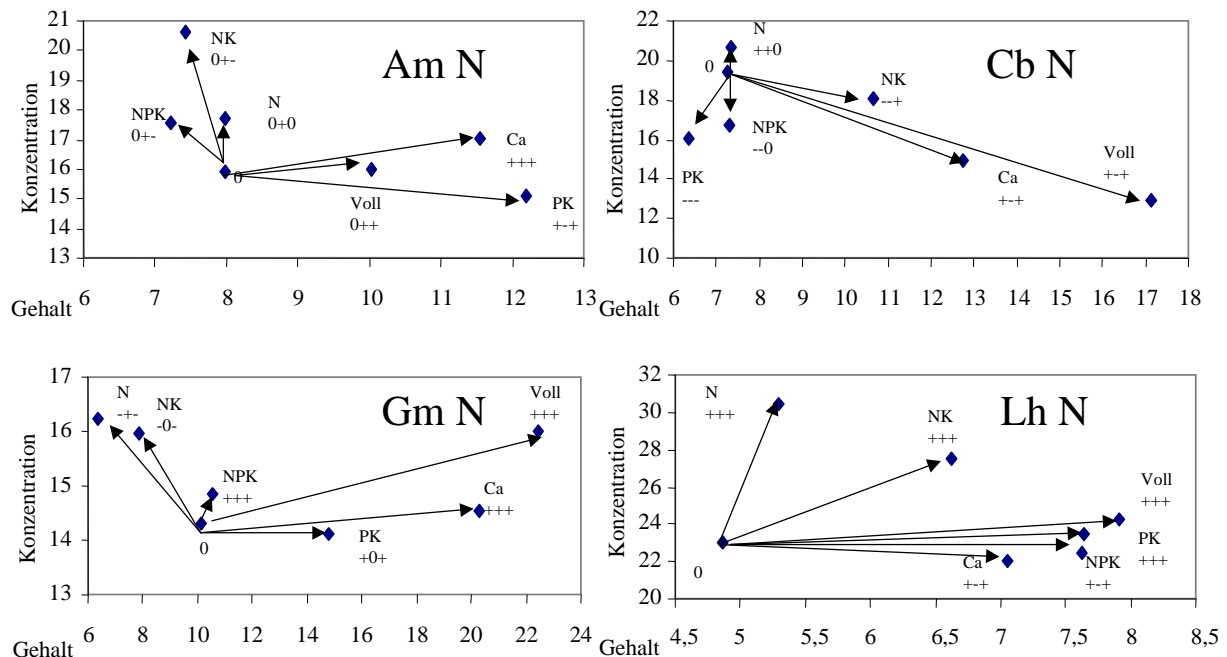 Am N
Konzentration
21
20
19
18
17
16
15
14
13
NK
0+-
NPK
0+-
N
0+0
0
Ca
+++
Voll
0++
PK
+-+
6 7 8 9 10 11 12 13
Gehalt
Cb N
Konzentration
22
20
18
16
14
12
10
N
++0
0
NK
--+
NPK
--0
PK
---
Ca
+-+
Voll
+-+
6 7 8 9 10 11 12 13 14 15 16 17 18
Gehalt
Gm N
Konzentration
17
16
15
14
13
N
-+-
NK
-0-
NPK
+++
0
Voll
+++
Ca
+++
PK
+0+
6 8 10 12 14 16 18 20 22 24
Gehalt
Lh N
Konzentration
32
30
28
26
24
22
20
N
+++
NK
+++
Voll
+++
0
Ca
+-+
NPK
+-+
PK
+++
4,5 5 5,5 6 6,5 7 7,5 8 8,5
Gehalt